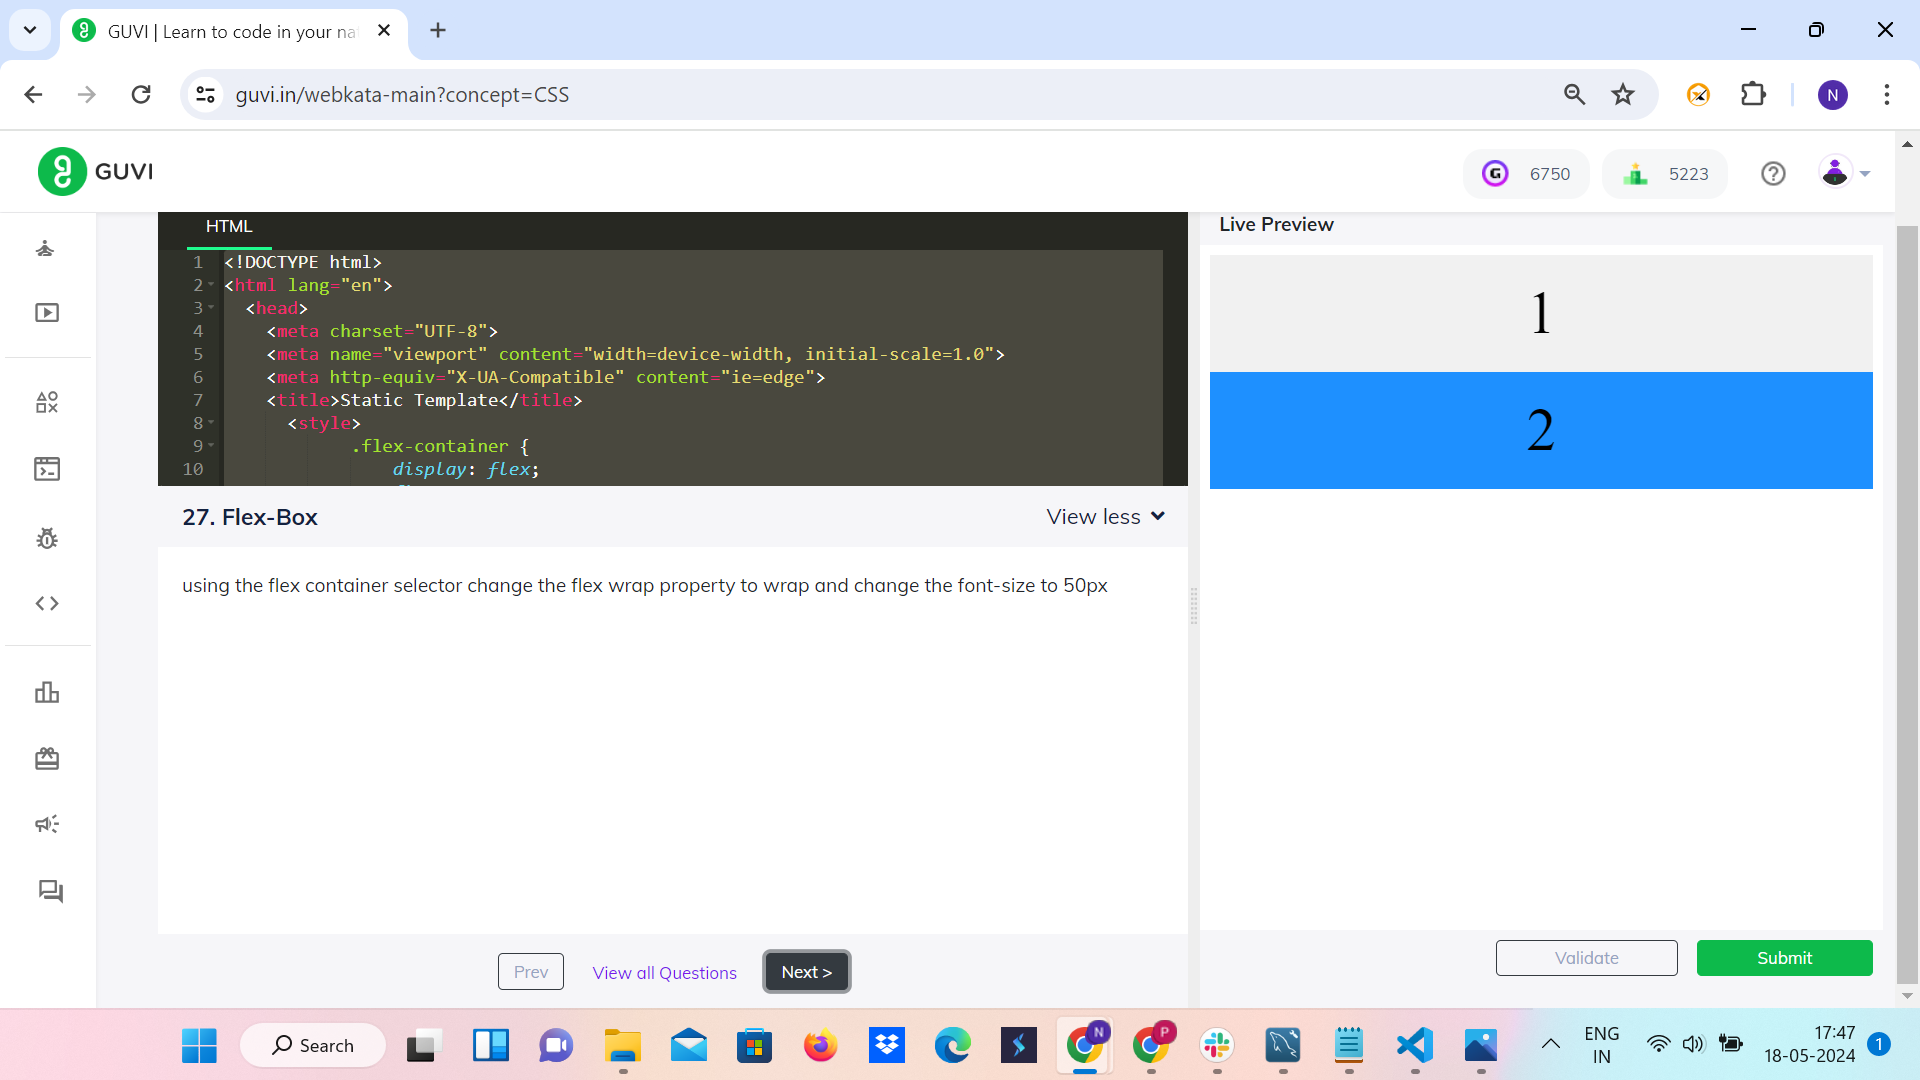 GUVI | Learn to code in your na
guvi.in/webkata-main?concept=CSS
N
GUVI
G 6750
5223
HTML
1 <!DOCTYPE html>
2 <html lang="en">
3 <head>
4 <meta charset="UTF-8">
5 <meta name="viewport" content="width=device-width, initial-scale=1.0">
6 <meta http-equiv="X-UA-Compatible" content="ie=edge">
7 <title>Static Template</title>
8 <style>
9 .flex-container {
10 display: flex;
27. Flex-Box
View less
using the flex container selector change the flex wrap property to wrap and change the font-size to 50px
Prev
View all Questions
Next >
Live Preview
1
2
Validate
Submit
Search
N
P
ENG
IN
17:47
18-05-2024
1